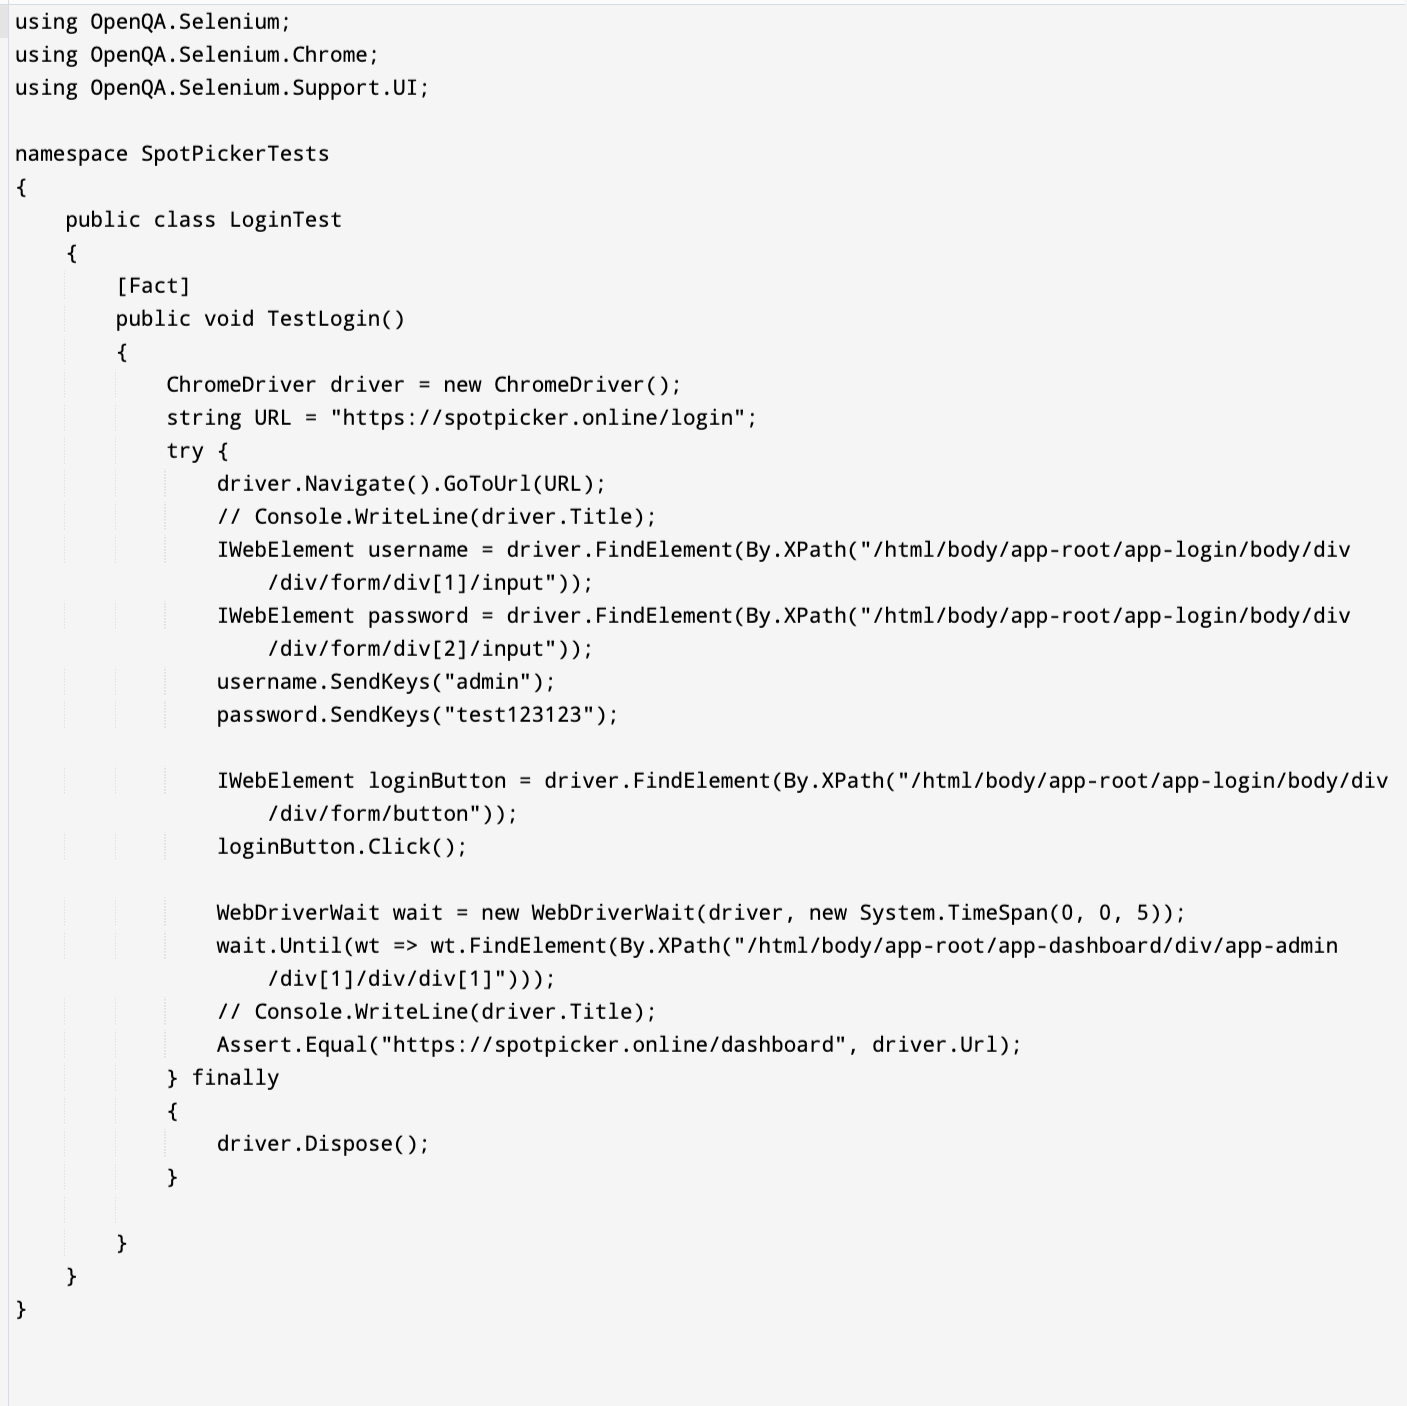 using OpenQA.Selenium;
using OpenQA.Selenium.Chrome;
using OpenQA.Selenium.Support.UI;

namespace SpotPickerTests
{
    public class LoginTest
    {
        [Fact]
        public void TestLogin()
        {
            ChromeDriver driver = new ChromeDriver();
            string URL = "https://spotpicker.online/login";
            try {
                driver.Navigate().GoToUrl(URL);
                // Console.WriteLine(driver.Title);
                IWebElement username = driver.FindElement(By.XPath("/html/body/app-root/app-login/body/div
                    /div/form/div[1]/input"));
                IWebElement password = driver.FindElement(By.XPath("/html/body/app-root/app-login/body/div
                    /div/form/div[2]/input"));
                username.SendKeys("admin");
                password.SendKeys("test123123");

                IWebElement loginButton = driver.FindElement(By.XPath("/html/body/app-root/app-login/body/div
                    /div/form/button"));
                loginButton.Click();

                WebDriverWait wait = new WebDriverWait(driver, new System.TimeSpan(0, 0, 5));
                wait.Until(wt => wt.FindElement(By.XPath("/html/body/app-root/app-dashboard/div/app-admin
                    /div[1]/div/div[1]")));
                // Console.WriteLine(driver.Title);
                Assert.Equal("https://spotpicker.online/dashboard", driver.Url);
            } finally
            {
                driver.Dispose();
            }

        }
    }
}